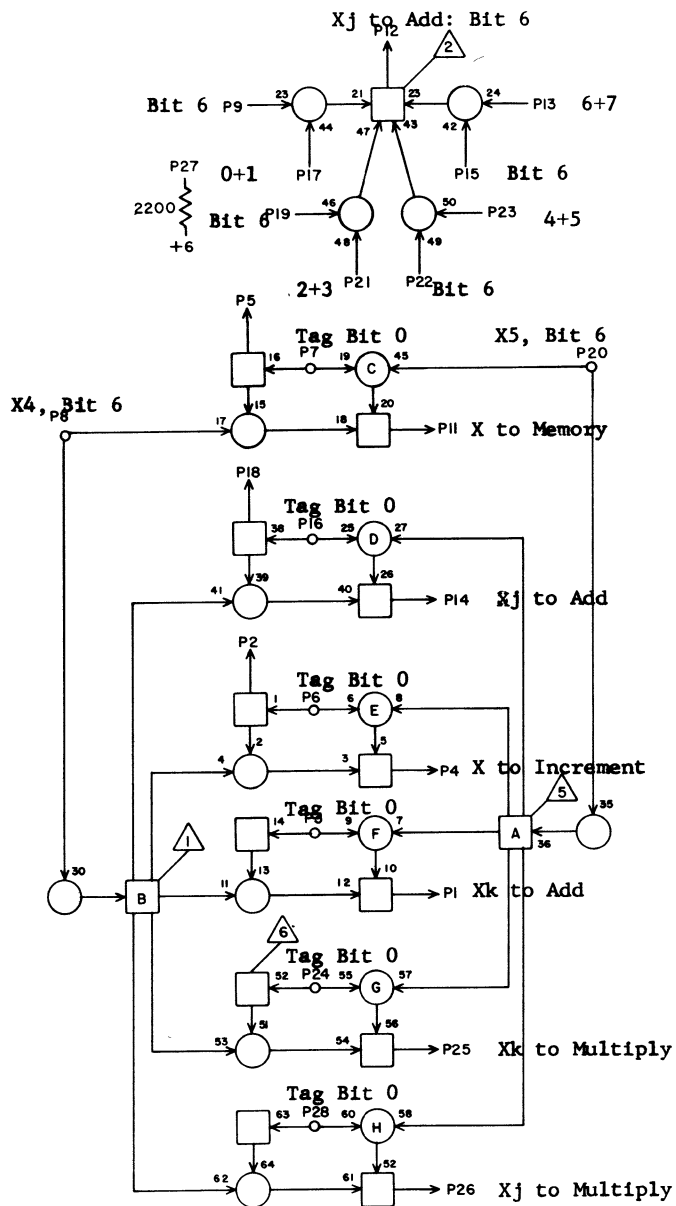 Xj to Add: Bit 6
P12
2
Bit 6 P9 23 21 23 24 P13 6+7
44 47 43 42
P27 0+1 P17 P15 Bit 6
2200 Bit 6 P19 46 50 P23 4+5
+6 48 49
2+3 P21 P22 Bit 6
P5
Tag Bit 0 X5, Bit 6
P7 P20
16 19 C 45
X4, Bit 6
P8
15 20
17 18 P11 X to Memory
P18
Tag Bit 0
P16
38 25 D 27
39 26
41 40 P14 Xj to Add
P2
Tag Bit 0
P6
1 6 E 8
2 5
4 3 P4 X to Increment
Tag Bit 0 5
14 9 F 7 A 36 35
1
13 10
30 B 11 12 P1 Xk to Add
6
Tag Bit 0
P24
52 55 G 57
51 56
53 54 P25 Xk to Multiply
Tag Bit 0
P28
63 60 H 58
64 52
62 61 P26 Xj to Multiply